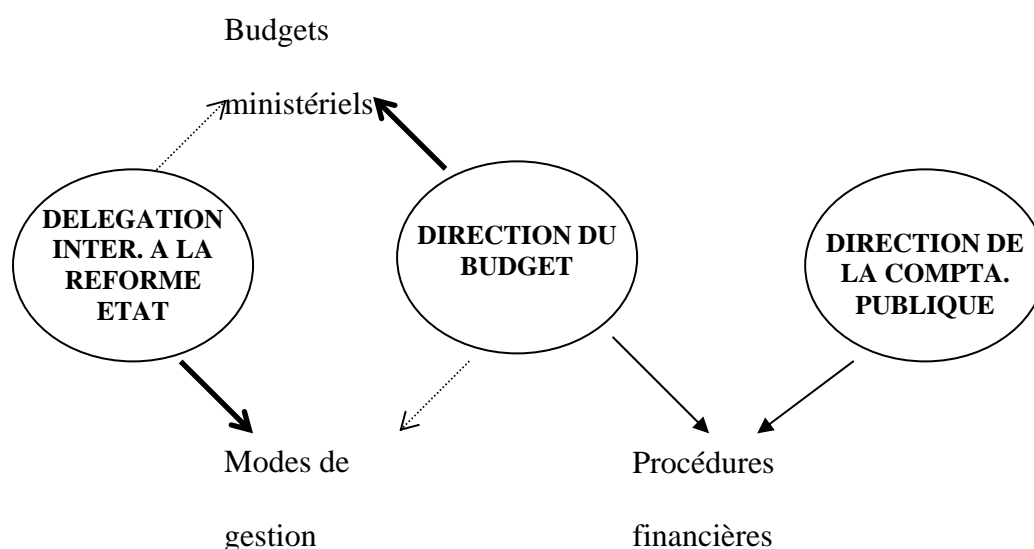 Budgets
ministériels
DELEGATION
INTER. A LA
REFORME
ETAT
DIRECTION DU
BUDGET
DIRECTION DE
LA COMPTA.
PUBLIQUE
Modes de
gestion
Procédures
financières